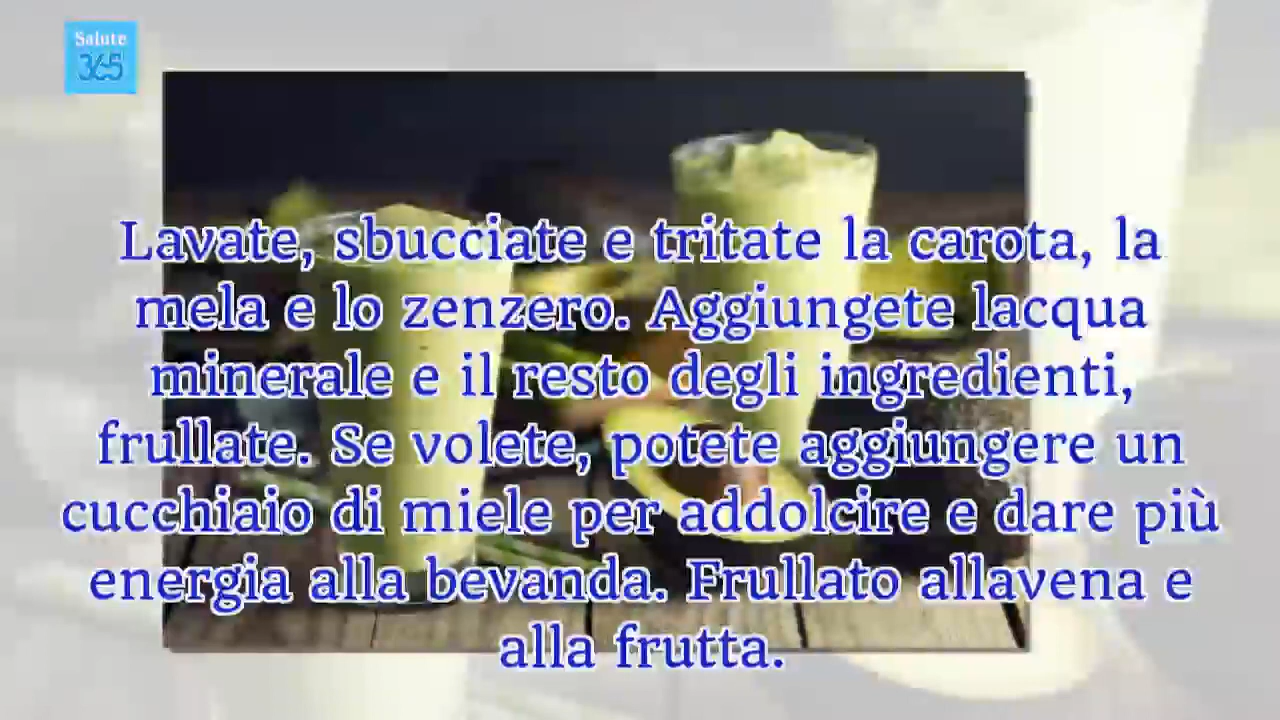 Salute
365
Lavate, sbucciate e tritate la carota, la
mela e lo zenzero. Aggiungete lacqua
minerale e il resto degli ingredienti,
frullate. Se volete, potete aggiungere un
cucchiaio di miele per addolcire e dare più
energia alla bevanda. Frullato allavena e
alla frutta.